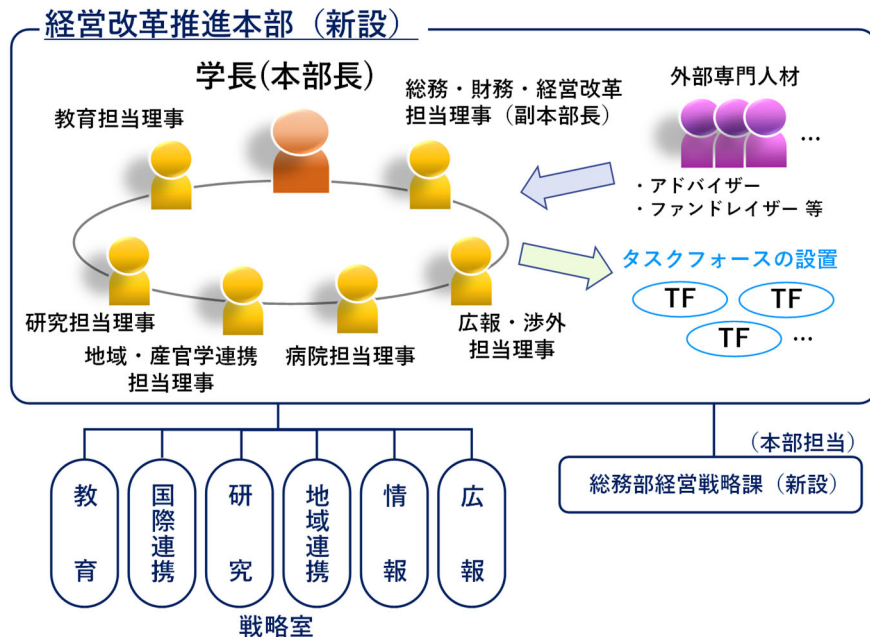 経営改革推進本部（新設）
学長(本部長)
教育担当理事
総務・財務・経営改革
担当理事（副本部長）
外部専門人材
…
・アドバイザー
・ファンドレイザー 等
タスクフォースの設置
TF
TF
TF
…
研究担当理事
地域・産官学連携
担当理事
病院担当理事
広報・渉外
担当理事
（本部担当）
総務部経営戦略課（新設）
教育
国際連携
研究
地域連携
情報
広報
戦略室